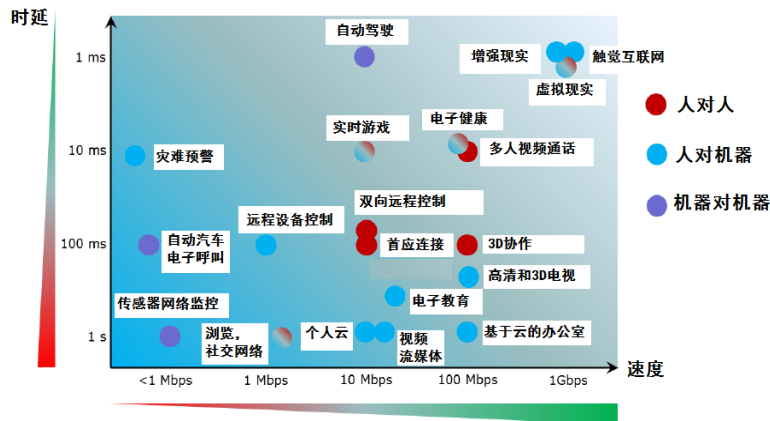 时延
自动驾驶
1 ms
增强现实
触觉互联网
虚拟现实
人对人
电子健康
实时游戏
10 ms
灾难预警
多人视频通话
人对机器
双向远程控制
机器对机器
远程设备控制
100 ms
自动汽车
电子呼叫
首应连接
3D协作
高清和3D电视
传感器网络监控
电子教育
1 s
浏览，
社交网络
个人云
视频
流媒体
基于云的办公室
速度
<1 Mbps
1 Mbps
10 Mbps
100 Mbps
1Gbps